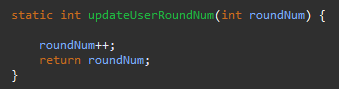 static int updateUserRoundNum(int roundNum) {
roundNum++;
return roundNum;
}